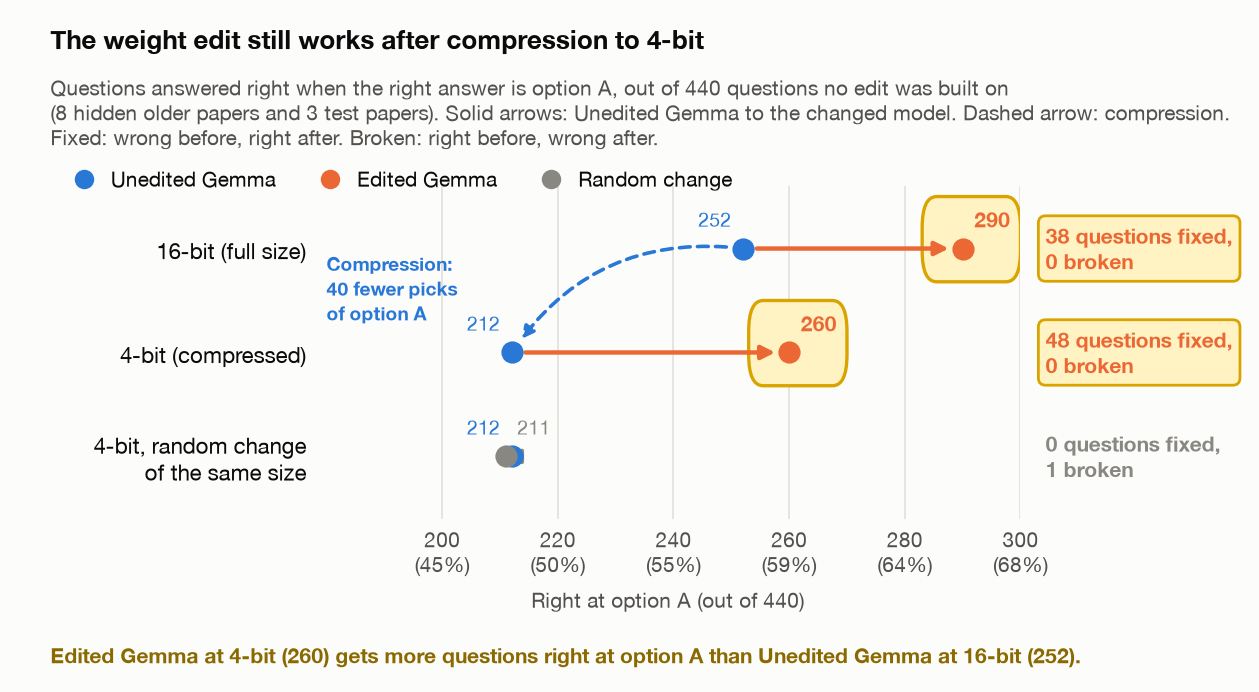 The weight edit still works after compression to 4-bit
Questions answered right when the right answer is option A, out of 440 questions no edit was built on
(8 hidden older papers and 3 test papers). Solid arrows: Unedited Gemma to the changed model. Dashed arrow: compression.
Fixed: wrong before, right after. Broken: right before, wrong after.
Unedited Gemma
Edited Gemma
Random change
252
290
16-bit (full size)
38 questions fixed,
0 broken
Compression:
40 fewer picks
of option A
212
260
4-bit (compressed)
48 questions fixed,
0 broken
212
211
4-bit, random change
of the same size
0 questions fixed,
1 broken
200
(45%)
220
(50%)
240
(55%)
260
(59%)
280
(64%)
300
(68%)
Right at option A (out of 440)
Edited Gemma at 4-bit (260) gets more questions right at option A than Unedited Gemma at 16-bit (252).